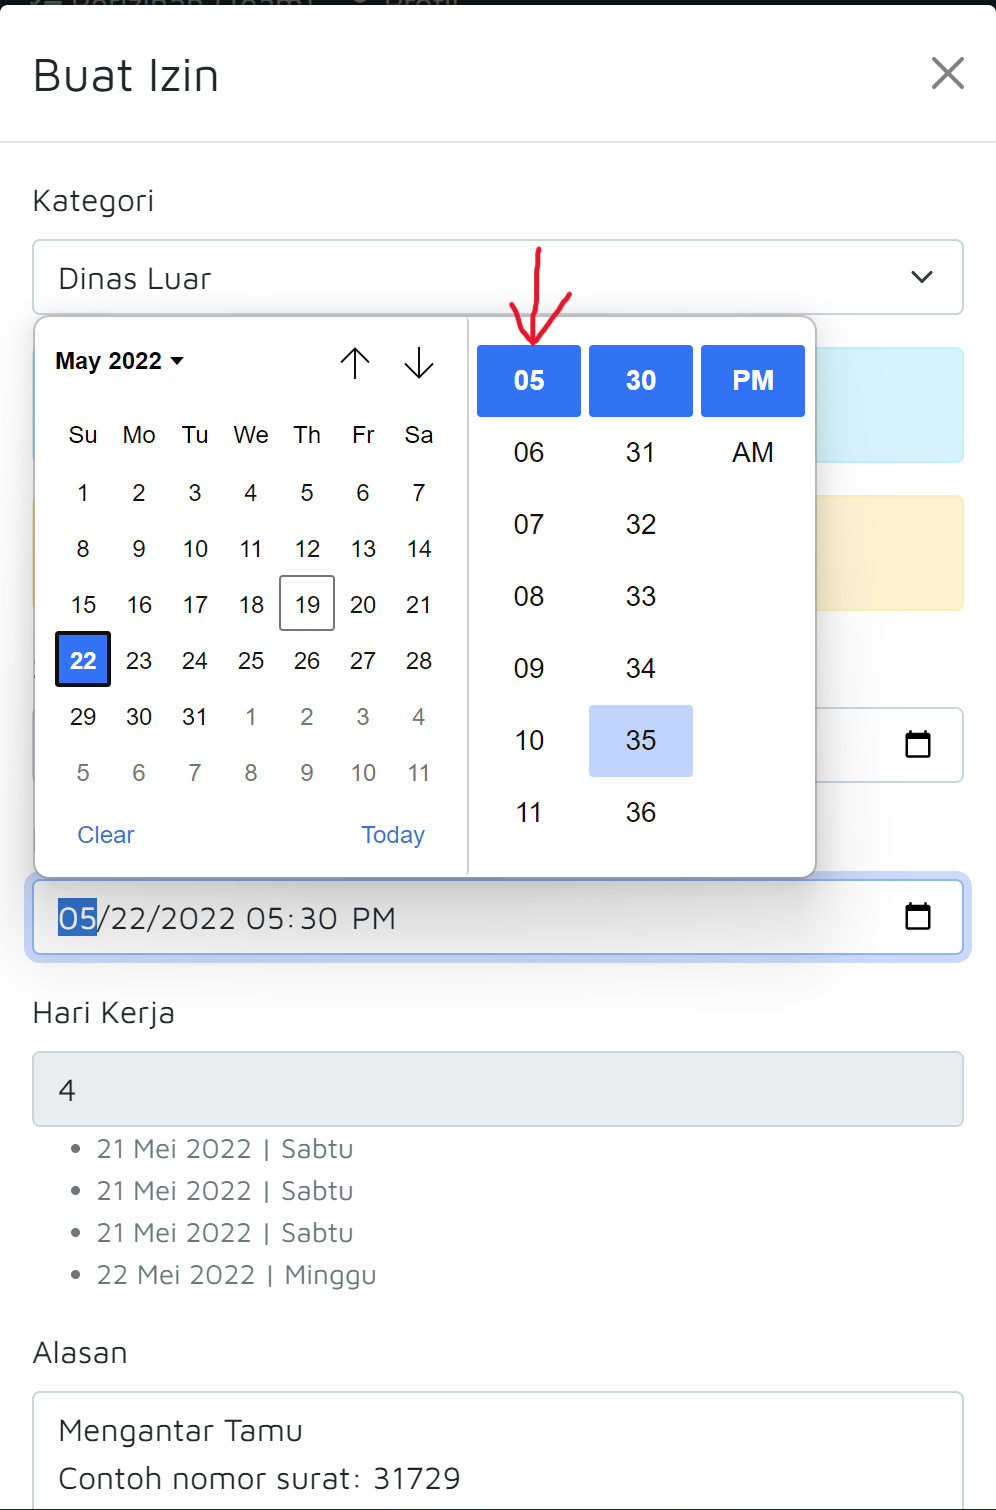 Buat Izin
Kategori
Dinas Luar
May 2022
Su Mo Tu We Th Fr Sa
1 2 3 4 5 6 7
8 9 10 11 12 13 14
15 16 17 18 19 20 21
22 23 24 25 26 27 28
29 30 31 1 2 3 4
5 6 7 8 9 10 11
Clear Today
05 30 PM
06 31 AM
07 32
08 33
09 34
10 35
11 36
05/22/2022 05:30 PM
Hari Kerja
4
• 21 Mei 2022 | Sabtu
• 21 Mei 2022 | Sabtu
• 21 Mei 2022 | Sabtu
• 22 Mei 2022 | Minggu
Alasan
Mengantar Tamu
Contoh nomor surat: 31729